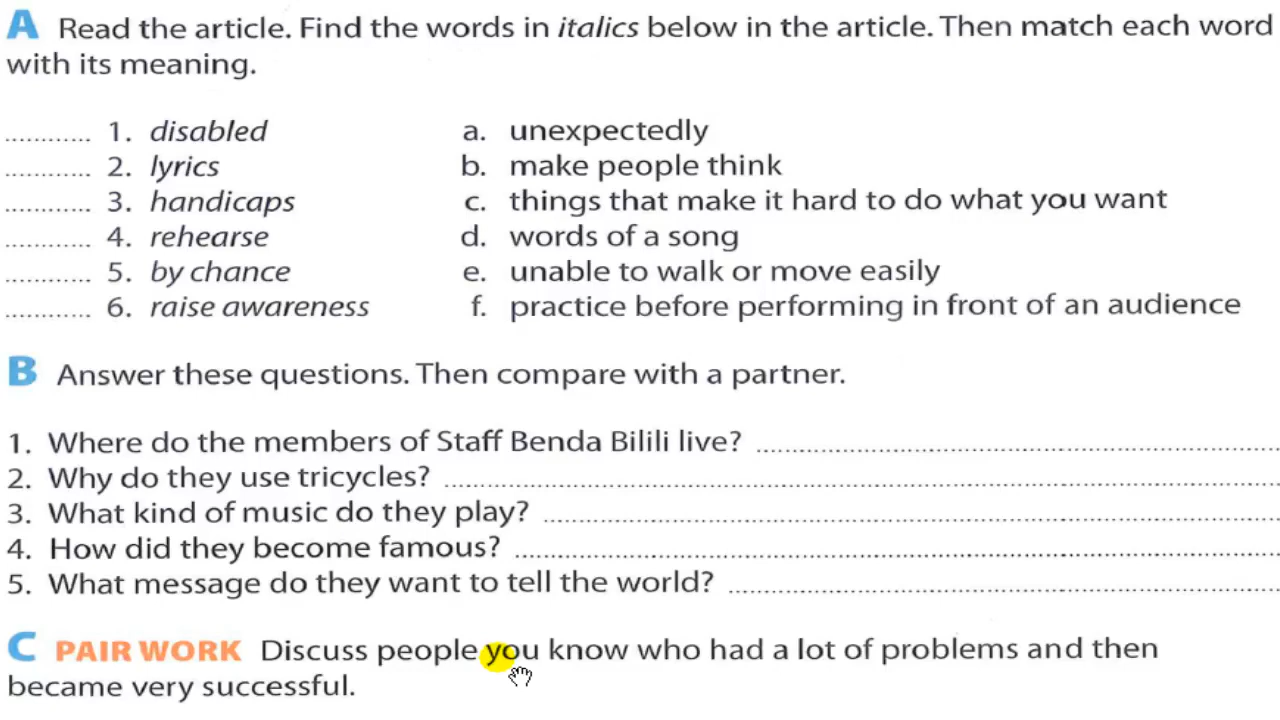 A Read the article. Find the words in italics below in the article. Then match each word
with its meaning.
............ 1. disabled a. unexpectedly
............ 2. lyrics b. make people think
............ 3. handicaps c. things that make it hard to do what you want
............ 4. rehearse d. words of a song
............ 5. by chance e. unable to walk or move easily
............ 6. raise awareness f. practice before performing in front of an audience
B Answer these questions. Then compare with a partner.
1. Where do the members of Staff Benda Bilili live? ............
2. Why do they use tricycles? ............
3. What kind of music do they play? ............
4. How did they become famous? ............
5. What message do they want to tell the world? ............
C PAIR WORK Discuss people you know who had a lot of problems and then
became very successful.